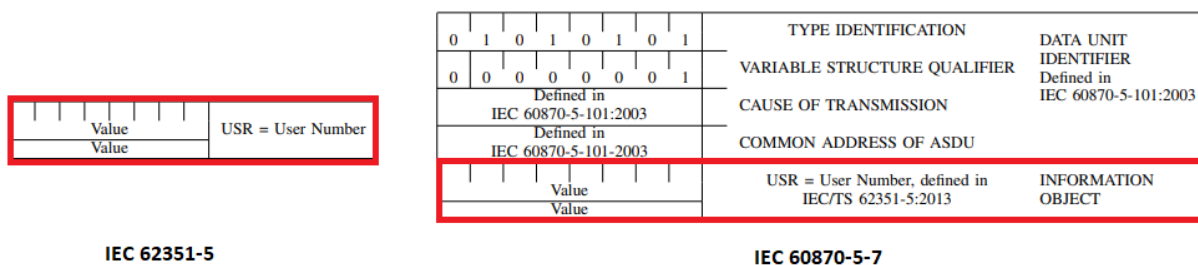 Value
Value
USR = User Number
IEC 62351-5
0 1 0 1 0 1 0 1
TYPE IDENTIFICATION
0 0 0 0 0 0 0 1
VARIABLE STRUCTURE QUALIFIER
Defined in
IEC 60870-5-101:2003
CAUSE OF TRANSMISSION
Defined in
IEC 60870-5-101-2003
COMMON ADDRESS OF ASDU
DATA UNIT
IDENTIFIER
Defined in
IEC 60870-5-101:2003
Value
Value
USR = User Number, defined in
IEC/TS 62351-5:2013
INFORMATION
OBJECT
IEC 60870-5-7